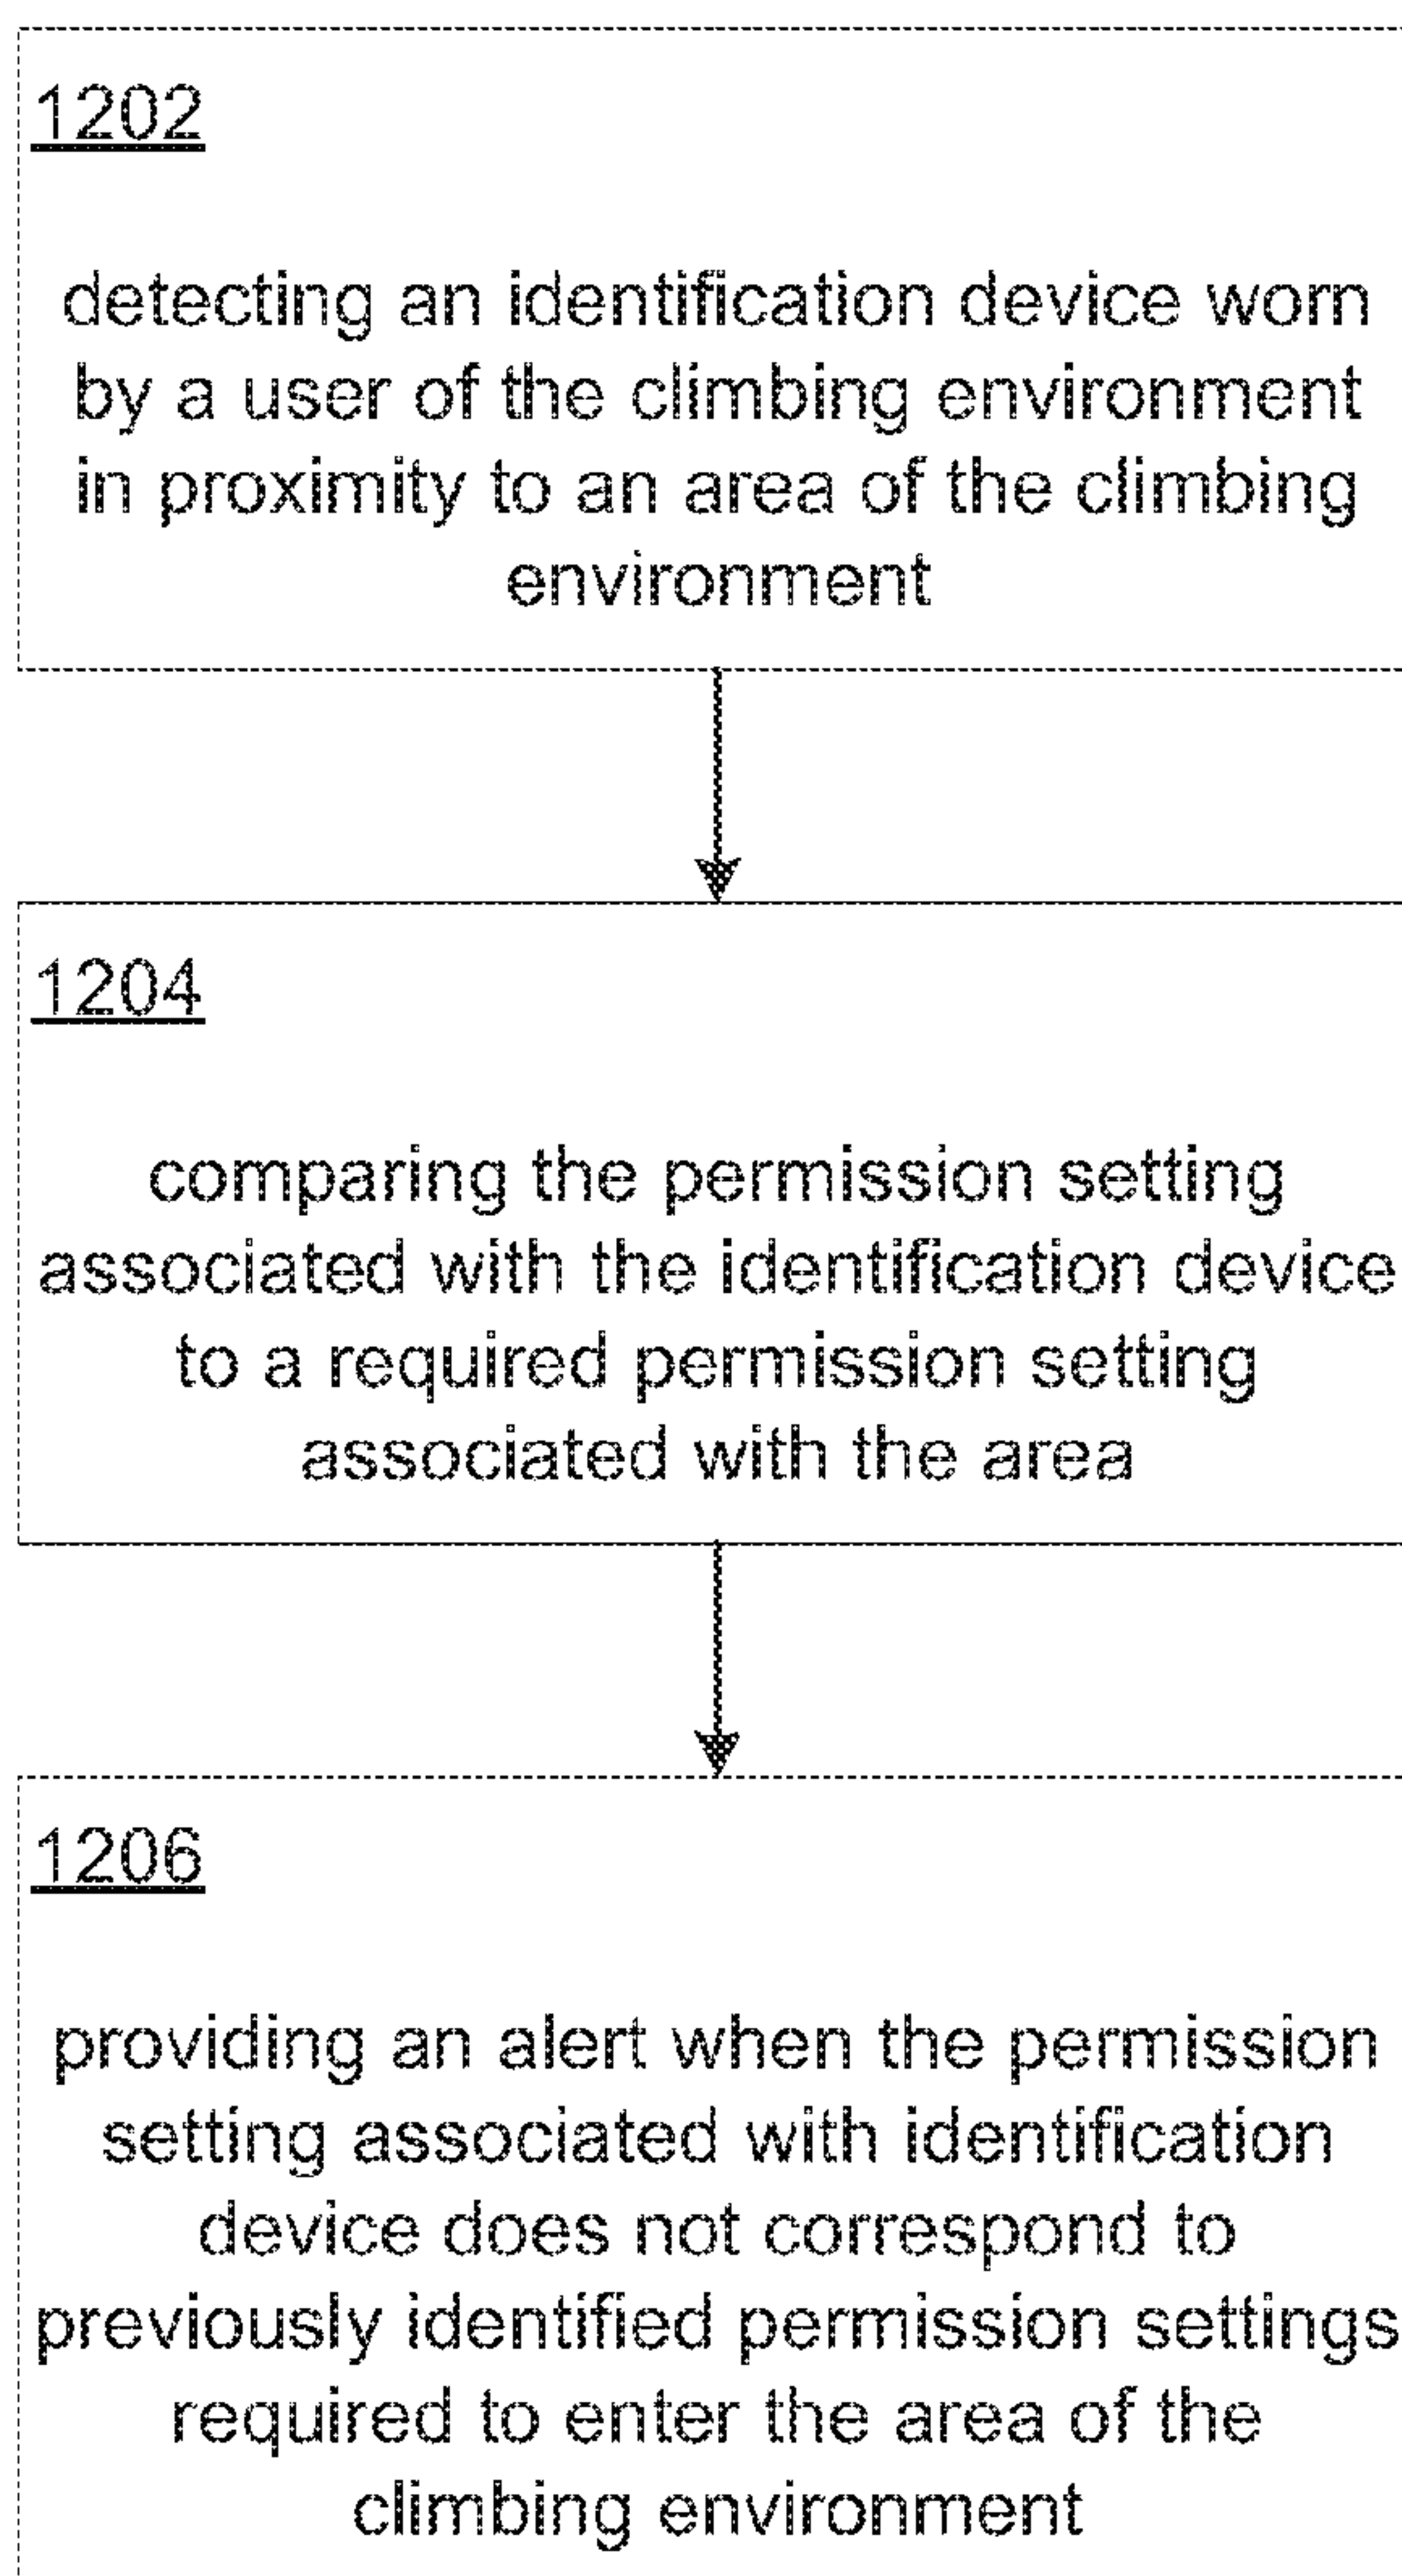 1202
detecting an identification device worn
by a user of the climbing environment
in proximity to an area of the climbing
environment
1204
comparing the permission setting
associated with the identification device
to a required permission setting
associated with the area
1206
providing an alert when the permission
setting associated with identification
device does not correspond to
previously identified permission settings
required to enter the area of the
climbing environment